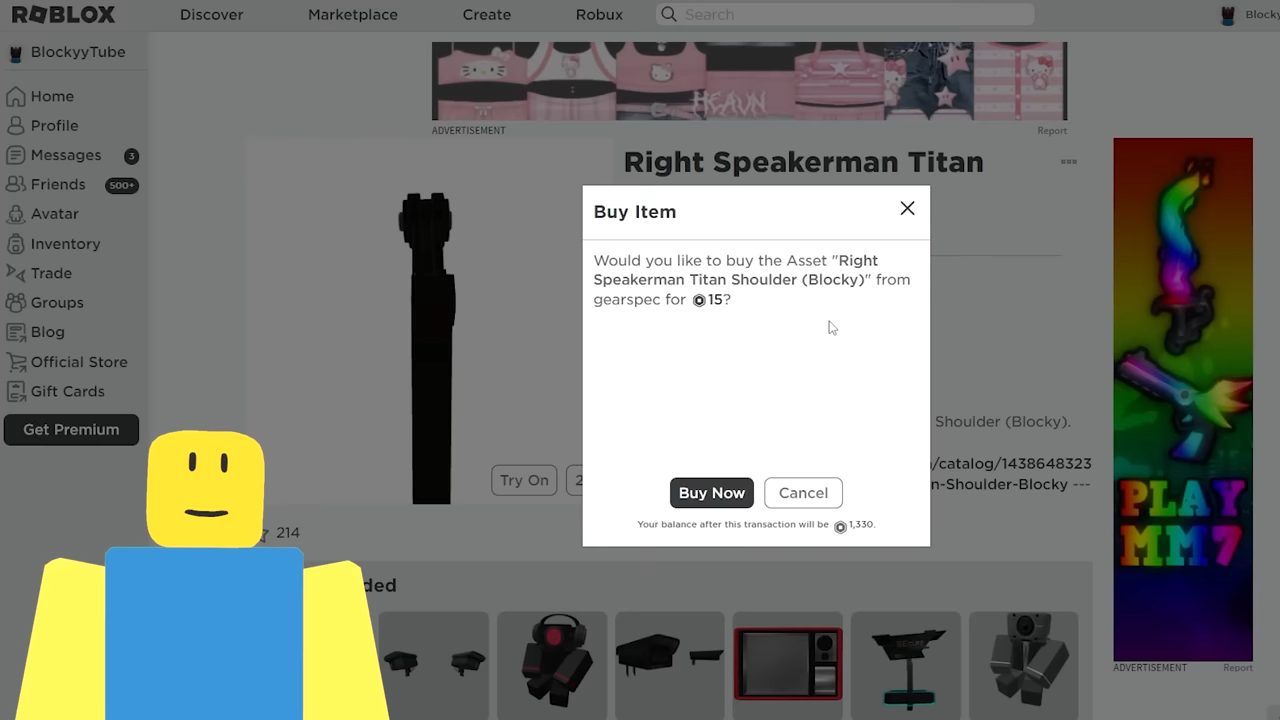 ROBLOX
Discover
Marketplace
Create
Robux
Search
Blocky
BlockyyTube
Home
Profile
Messages 3
Friends 500+
Avatar
Inventory
Trade
Groups
Blog
Official Store
Gift Cards
Get Premium
HEAVN
ADVERTISEMENT
Report
Right Speakerman Titan
Buy Item
Would you like to buy the Asset "Right
Speakerman Titan Shoulder (Blocky)" from
gearspec for 15?
Buy Now
Cancel
Your balance after this transaction will be 1,330.
Shoulder (Blocky).
/catalog/1438648323
n-Shoulder-Blocky ---
Try On
2
214
ded
PLAY
MM7
ADVERTISEMENT
Report